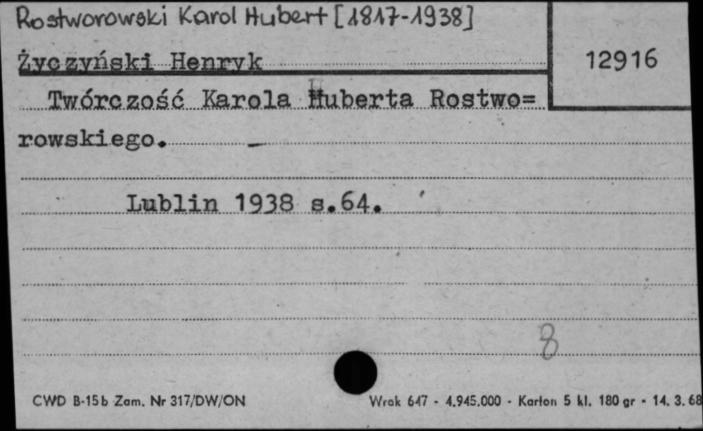 Rostworowski Karol Hubert [1817-1938]
Życzyński Henryk
12916
Twórczość Karola Huberta Rostwo=
rowskiego.
Lublin 1938 s.64.
8
CWD B-15b Zam. Nr 317/DW/ON
Wrak 647 - 4.945.000 - Karton 5 kl. 180 gr - 14. 3. 68